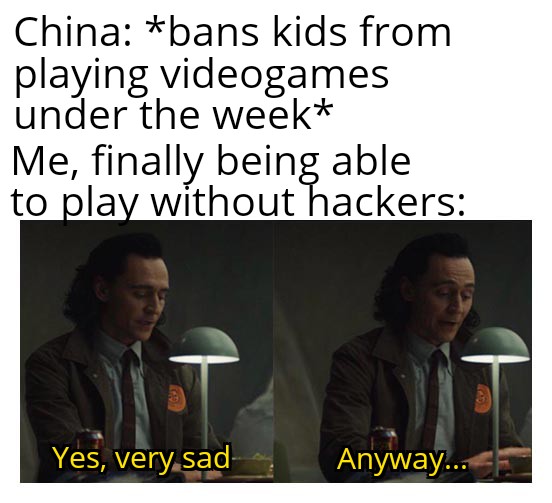 China: *bans kids from
playing videogames
under the week*
Me, finally being able
to play without hackers:
Yes, very sad
Anyway...